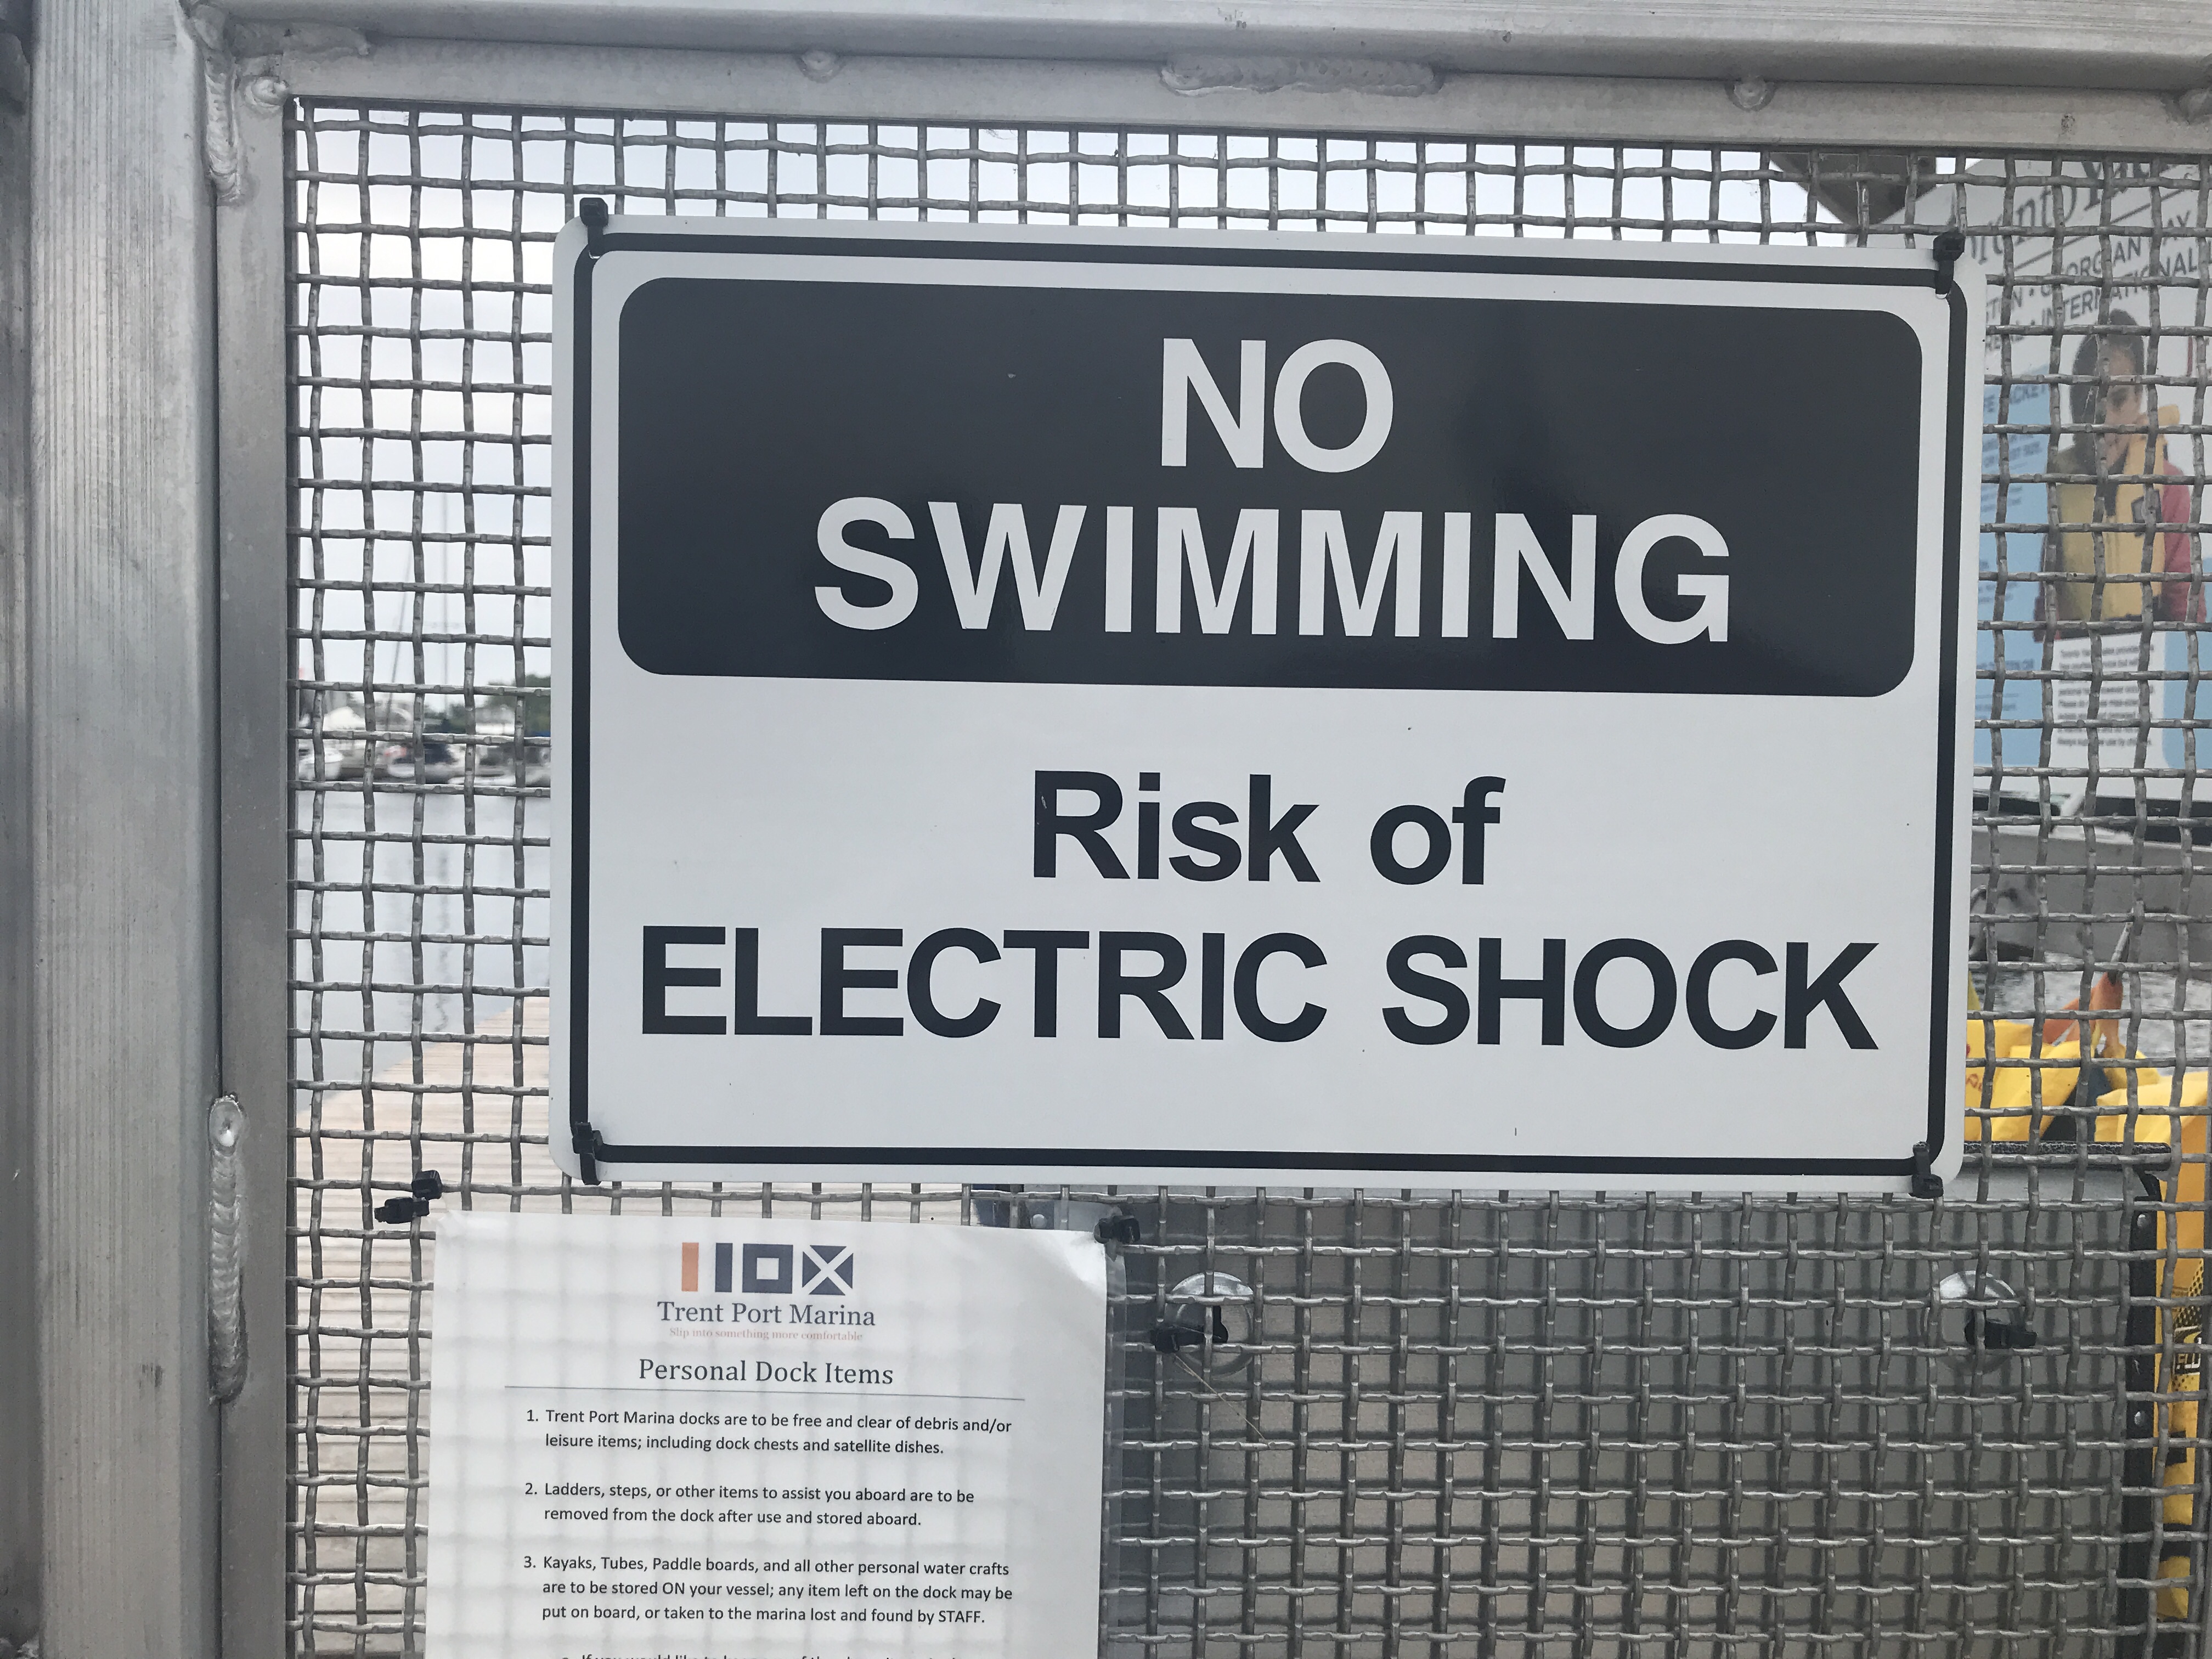 NO
SWIMMING
Risk of
ELECTRIC SHOCK
Trent Port Marina
Slip into something more comfortable
Personal Dock Items
1. Trent Port Marina docks are to be free and clear of debris and/or
leisure items; including dock chests and satellite dishes.
2. Ladders, steps, or other items to assist you aboard are to be
removed from the dock after use and stored aboard.
3. Kayaks, Tubes, Paddle boards, and all other personal water crafts
are to be stored ON your vessel; any item left on the dock may be
put on board, or taken to the marina lost and found by STAFF.
INTERNATIONAL